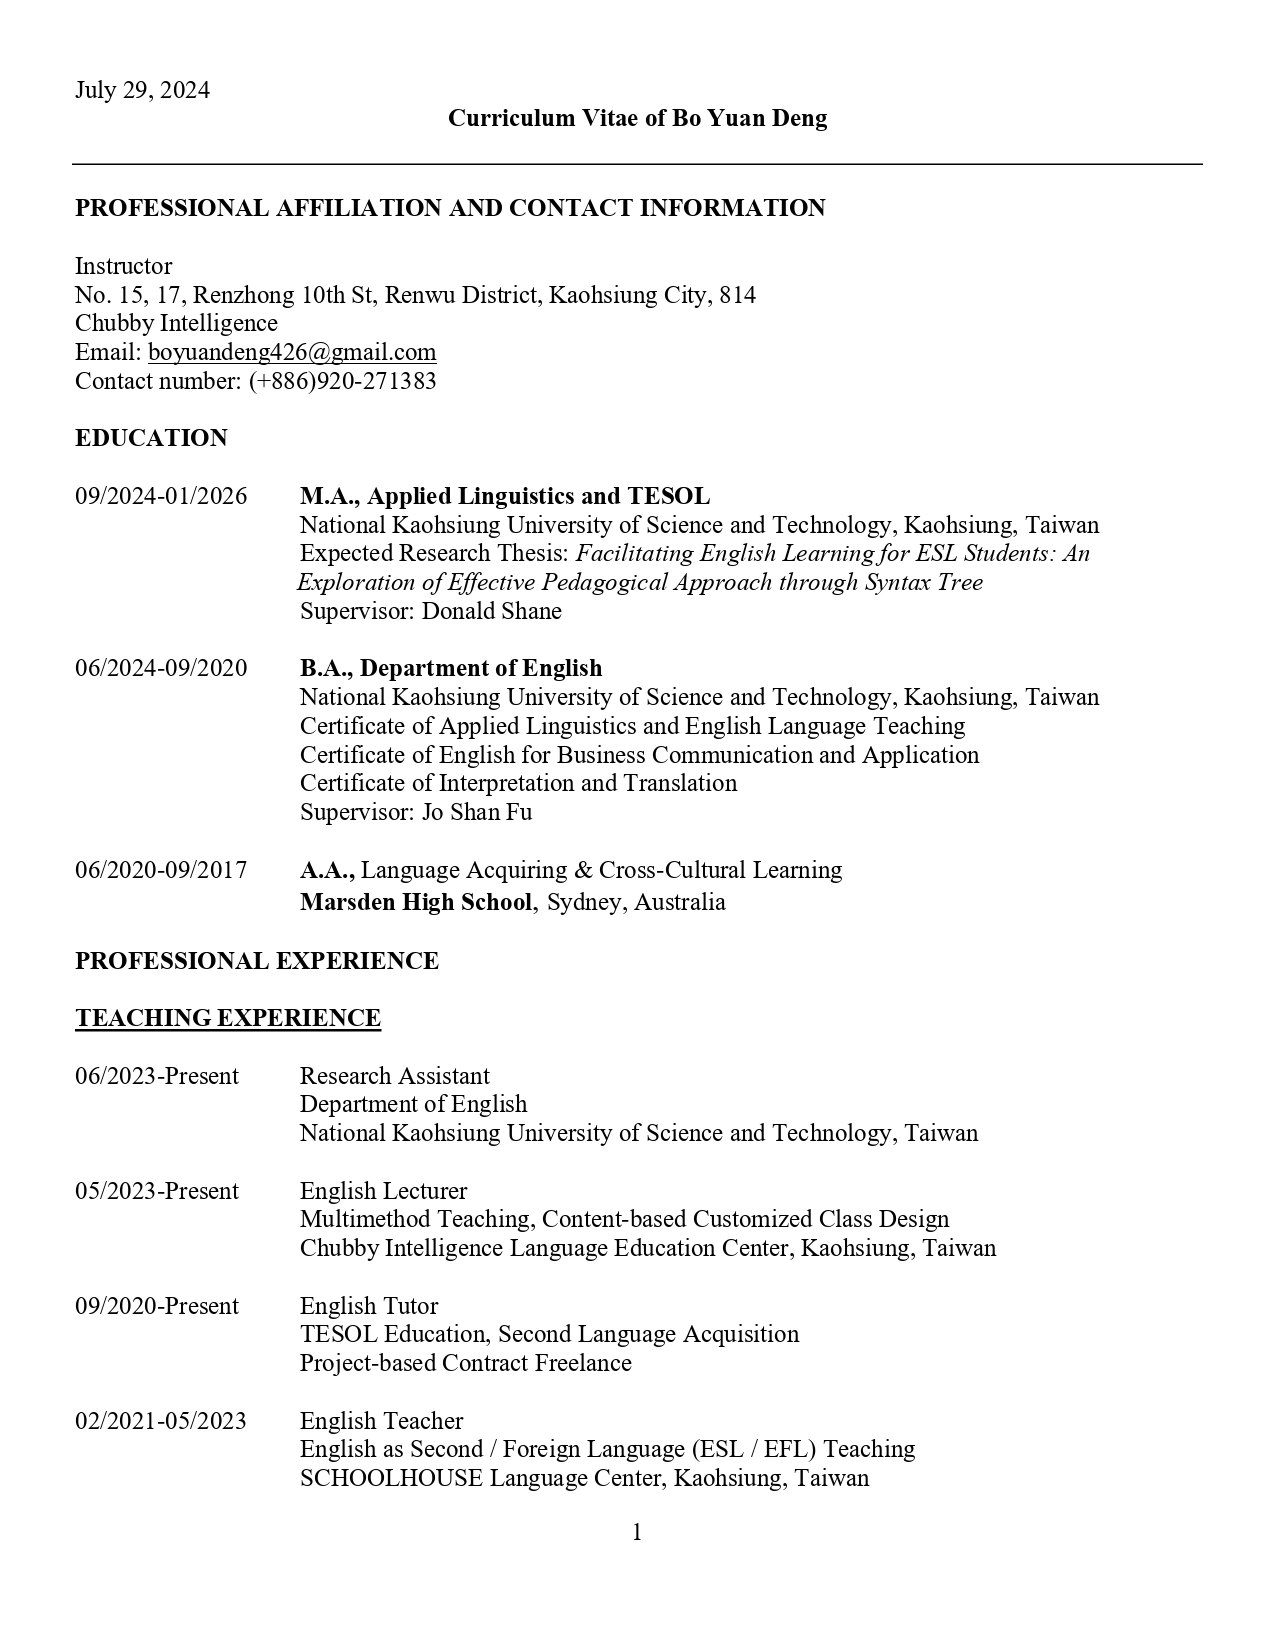 July 29, 2024
Curriculum Vitae of Bo Yuan Deng
PROFESSIONAL AFFILIATION AND CONTACT INFORMATION
Instructor
No. 15, 17, Renzhong 10th St, Renwu District, Kaohsiung City, 814
Chubby Intelligence
Email: boyuandeng426@gmail.com
Contact number: (+886)920-271383
EDUCATION
09/2024-01/2026 M.A., Applied Linguistics and TESOL
National Kaohsiung University of Science and Technology, Kaohsiung, Taiwan
Expected Research Thesis: Facilitating English Learning for ESL Students: An
Exploration of Effective Pedagogical Approach through Syntax Tree
Supervisor: Donald Shane
06/2024-09/2020 B.A., Department of English
National Kaohsiung University of Science and Technology, Kaohsiung, Taiwan
Certificate of Applied Linguistics and English Language Teaching
Certificate of English for Business Communication and Application
Certificate of Interpretation and Translation
Supervisor: Jo Shan Fu
06/2020-09/2017 A.A., Language Acquiring & Cross-Cultural Learning
Marsden High School, Sydney, Australia
PROFESSIONAL EXPERIENCE
TEACHING EXPERIENCE
06/2023-Present Research Assistant
Department of English
National Kaohsiung University of Science and Technology, Taiwan
05/2023-Present English Lecturer
Multimethod Teaching, Content-based Customized Class Design
Chubby Intelligence Language Education Center, Kaohsiung, Taiwan
09/2020-Present English Tutor
TESOL Education, Second Language Acquisition
Project-based Contract Freelance
02/2021-05/2023 English Teacher
English as Second / Foreign Language (ESL / EFL) Teaching
SCHOOLHOUSE Language Center, Kaohsiung, Taiwan
1